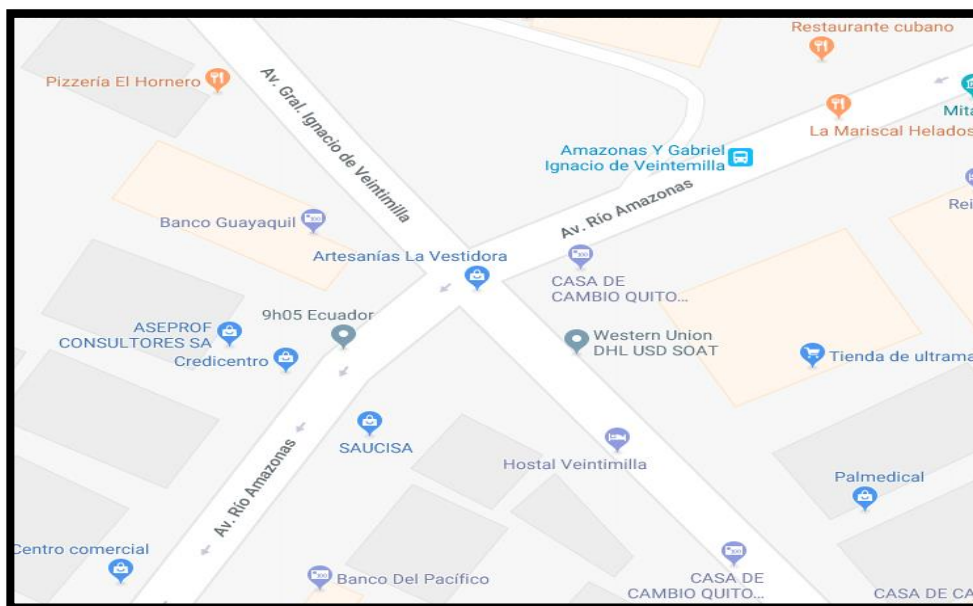 Restaurante cubano
Pizzería El Hornero
Av. Gral. Ignacio de Veintimilla
Mita
La Mariscal Helados
Amazonas Y Gabriel
Ignacio de Veintemilla
Av. Río Amazonas
Rei
Banco Guayaquil
Artesanías La Vestidora
CASA DE
CAMBIO QUITO...
9h05 Ecuador
ASEPROF
CONSULTORES SA
Credicentro
Western Union
DHL USD SOAT
Tienda de ultrama
SAUCISA
Hostal Veintimilla
Av. Río Amazonas
Palmedical
Centro comercial
Banco Del Pacífico
CASA DE
CAMBIO QUITO...
CASA DE CA